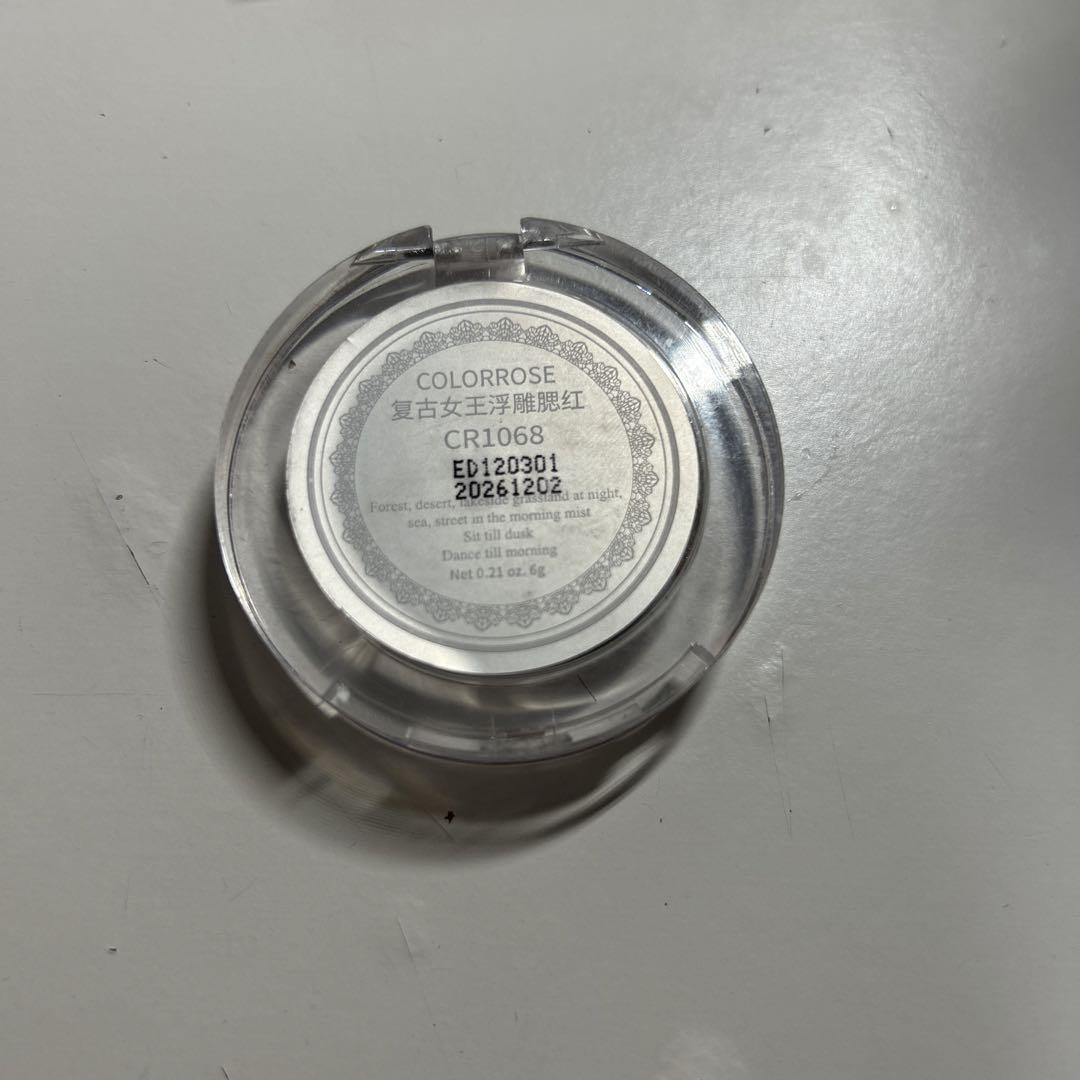 COLORROSE
复古女王浮雕腮红
CR1068
ED120301
20261202
Forest, desert, lakeside grassland at night,
sea, street in the morning mist
Sit till dusk
Dance till morning
Net 0.21 oz. 6g